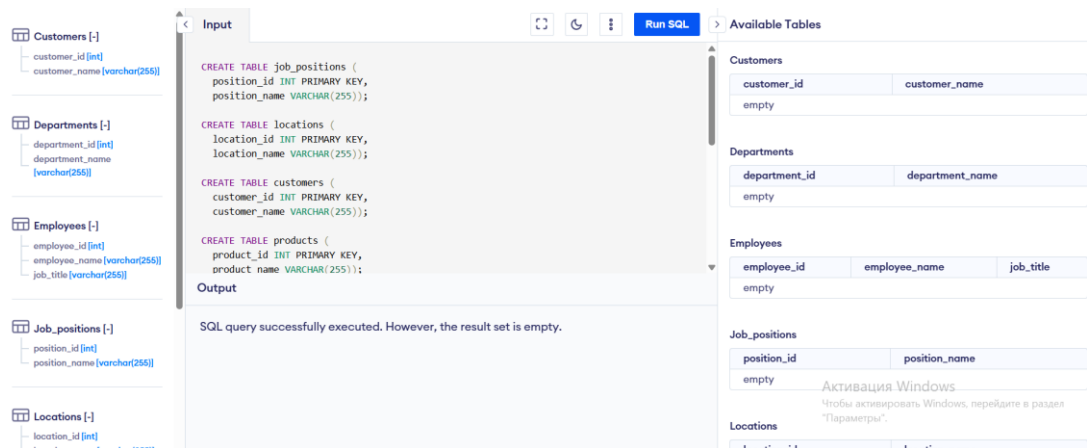 Customers [-]
customer_id [int]
customer_name [varchar(255)]
Departments [-]
department_id [int]
department_name
[varchar(255)]
Employees [-]
employee_id [int]
employee_name [varchar(255)]
job_title [varchar(255)]
Job_positions [-]
position_id [int]
position_name [varchar(255)]
Locations [-]
location_id [int]
Input
Run SQL
CREATE TABLE job_positions (
position_id INT PRIMARY KEY,
position_name VARCHAR(255));
CREATE TABLE locations (
location_id INT PRIMARY KEY,
location_name VARCHAR(255));
CREATE TABLE customers (
customer_id INT PRIMARY KEY,
customer_name VARCHAR(255));
CREATE TABLE products (
product_id INT PRIMARY KEY,
product_name VARCHAR(255));
Output
SQL query successfully executed. However, the result set is empty.
Available Tables
Customers
customer_id customer_name
empty
Departments
department_id department_name
empty
Employees
employee_id employee_name job_title
empty
Job_positions
position_id position_name
empty
Активация Windows
Чтобы активировать Windows, перейдите в раздел
"Параметры".
Locations